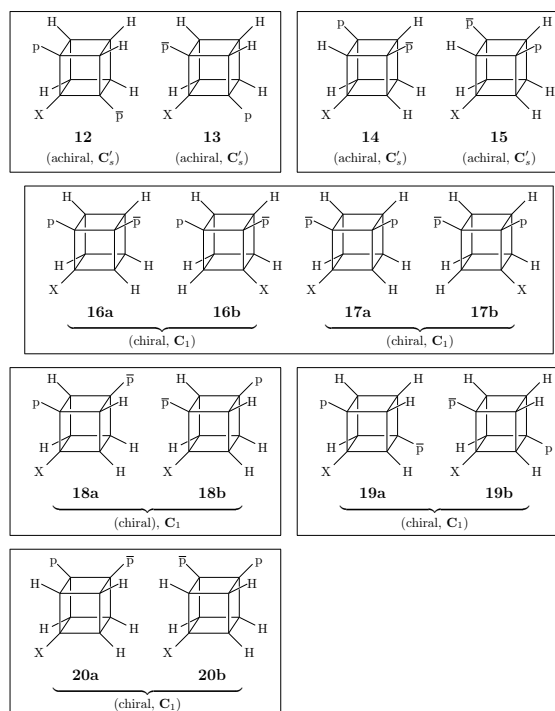 H H H H p H p̅ H
p H p̅ H H p̅ H p
H H H H H H H H
X p̅ X p X H X H
12 13 14 15
(achiral, C′s) (achiral, C′s) (achiral, C′s) (achiral, C′s)
H H H H H H H H
p p̅ p p̅ p̅ p p̅ p
H H H H H H H H
X H H X X H H X
16a 16b 17a 17b
(chiral, C1) (chiral, C1)
H p̅ H p H H H H
p H p̅ H p H p̅ H
H H H H H p̅ H p
X H X H X H X H
18a 18b 19a 19b
(chiral), C1 (chiral, C1)
p p̅ p̅ p
H H H H
H H H H
X H X H
20a 20b
(chiral, C1)